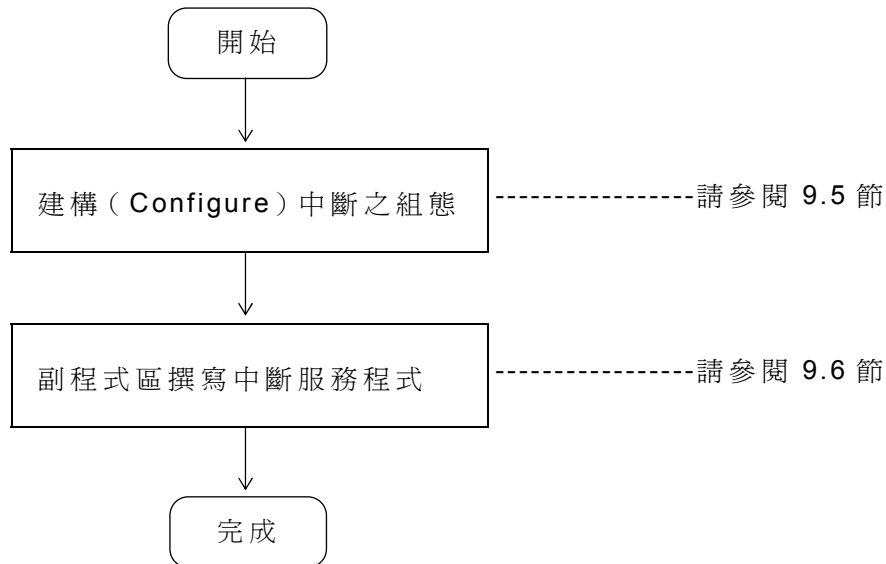 開始
建構（Configure）中斷之組態 ----------------請參閱 9.5 節
副程式區撰寫中斷服務程式 ----------------請參閱 9.6 節
完成